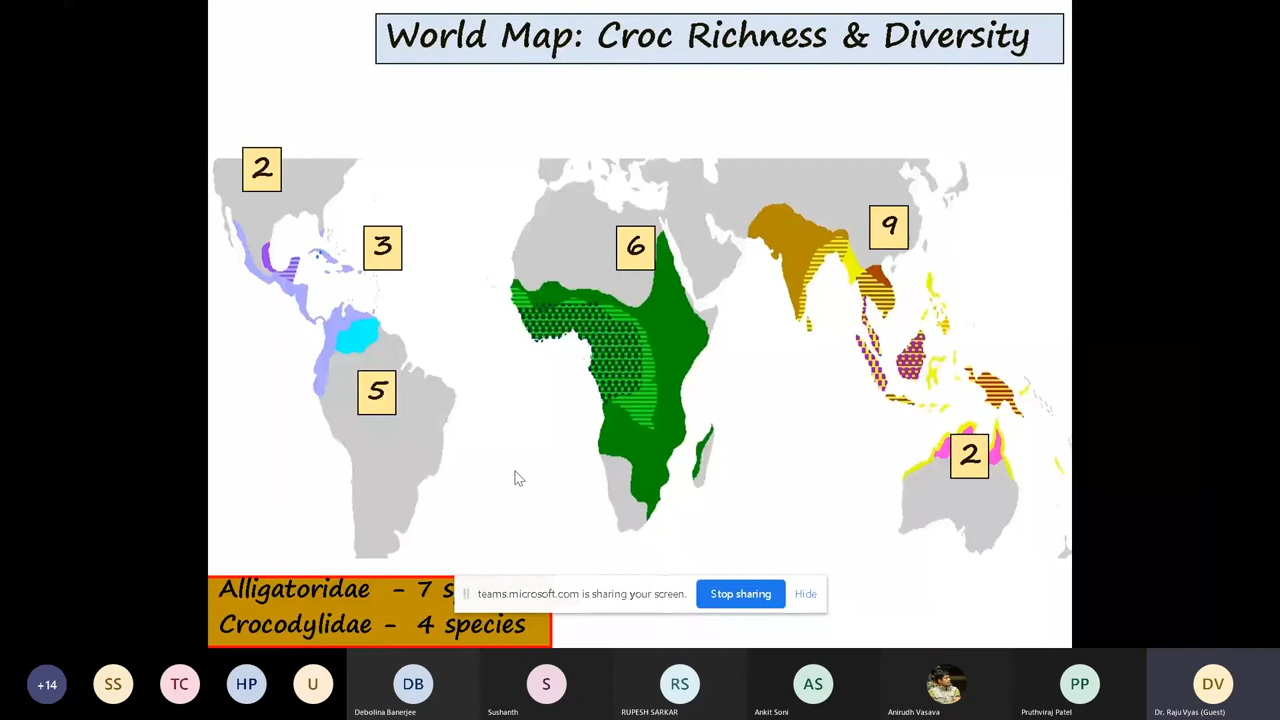 World Map: Croc Richness & Diversity
2
3
6
9
5
2
Alligatoridae - 7
Crocodylidae - 4 species
teams.microsoft.com is sharing your screen.
Stop sharing
Hide
+14
SS
TC
HP
U
DB
S
RS
AS
PP
DV
Debolina Banerjee
Sushanth
RUPESH SARKAR
Ankit Soni
Anirudh Vasava
Pruthviraj Patel
Dr. Raju Vyas (Guest)